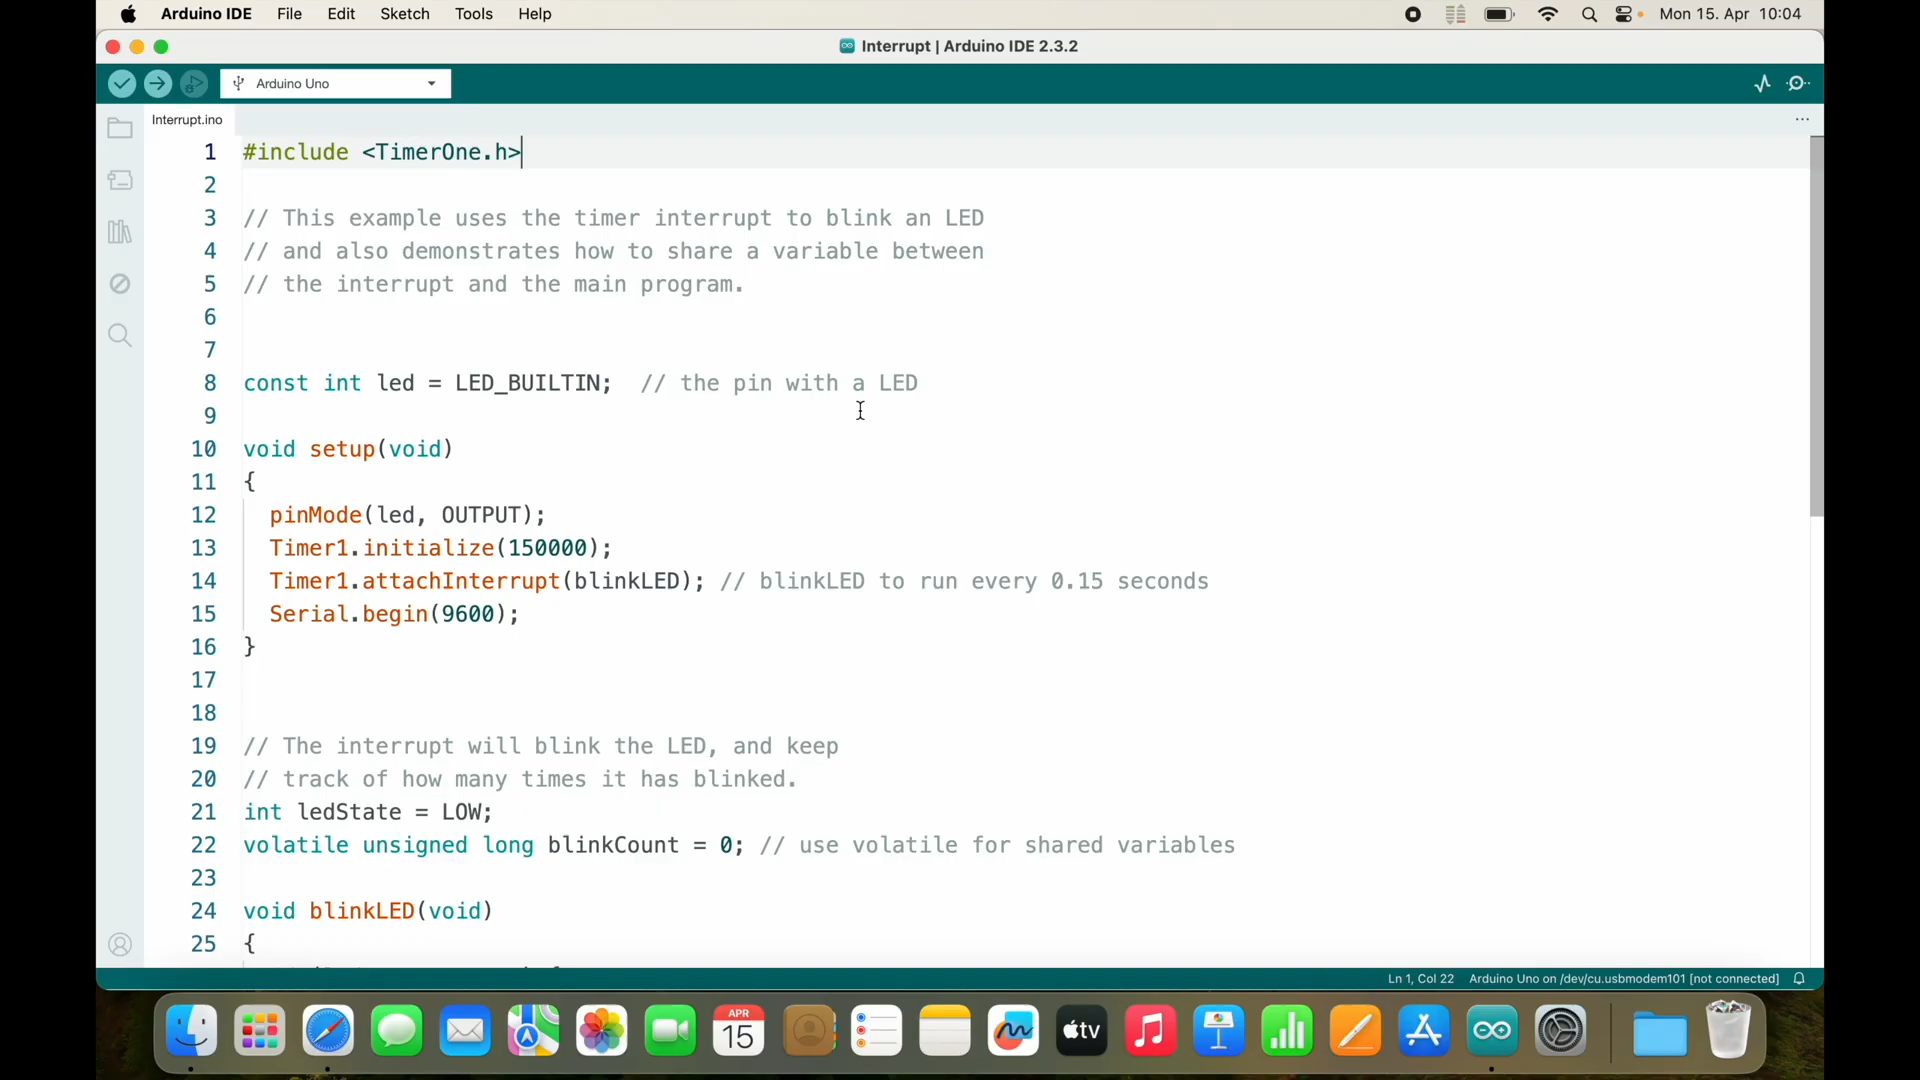 Arduino IDE File Edit Sketch Tools Help Mon 15. Apr 10:04
Interrupt | Arduino IDE 2.3.2
Arduino Uno
Interrupt.ino
1 #include <TimerOne.h>
2
3 // This example uses the timer interrupt to blink an LED
4 // and also demonstrates how to share a variable between
5 // the interrupt and the main program.
6
7
8 const int led = LED_BUILTIN;  // the pin with a LED
9
10 void setup(void)
11 {
12 pinMode(led, OUTPUT);
13 Timer1.initialize(150000);
14 Timer1.attachInterrupt(blinkLED); // blinkLED to run every 0.15 seconds
15 Serial.begin(9600);
16 }
17
18
19 // The interrupt will blink the LED, and keep
20 // track of how many times it has blinked.
21 int ledState = LOW;
22 volatile unsigned long blinkCount = 0; // use volatile for shared variables
23
24 void blinkLED(void)
25 {
Ln 1, Col 22 Arduino Uno on /dev/cu.usbmodem101 [not connected]
APR
15
tv